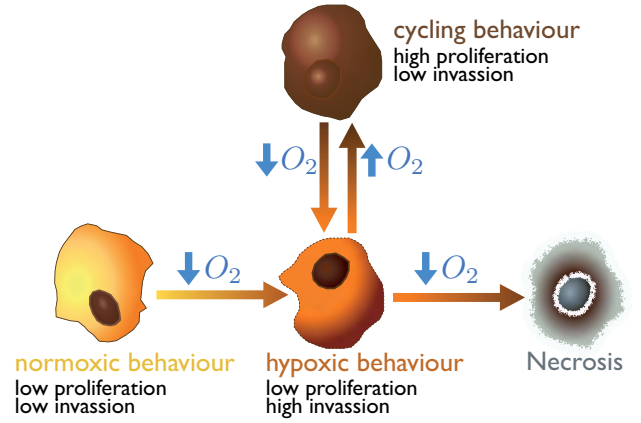 cycling behaviour
high proliferation
low invassion
O₂
O₂
O₂
O₂
normoxic behaviour
low proliferation
low invassion
hypoxic behaviour
low proliferation
high invassion
Necrosis